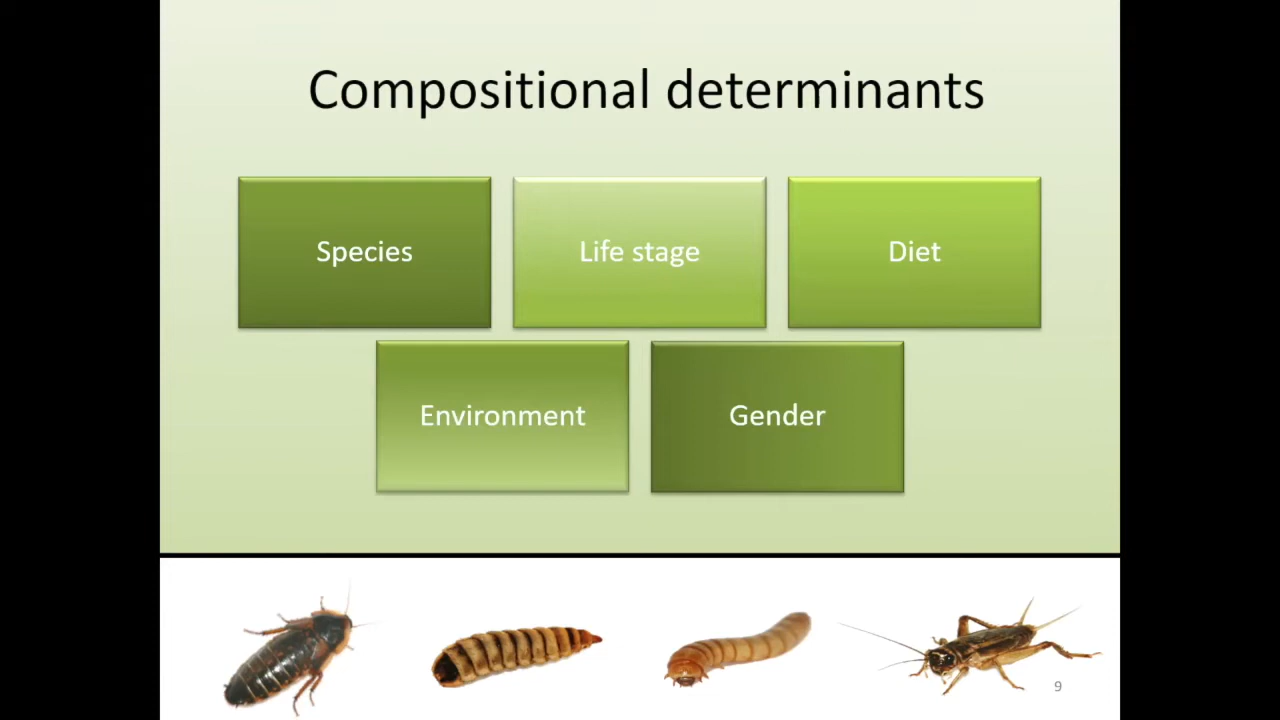 Compositional determinants
Species
Life stage
Diet
Environment
Gender
9